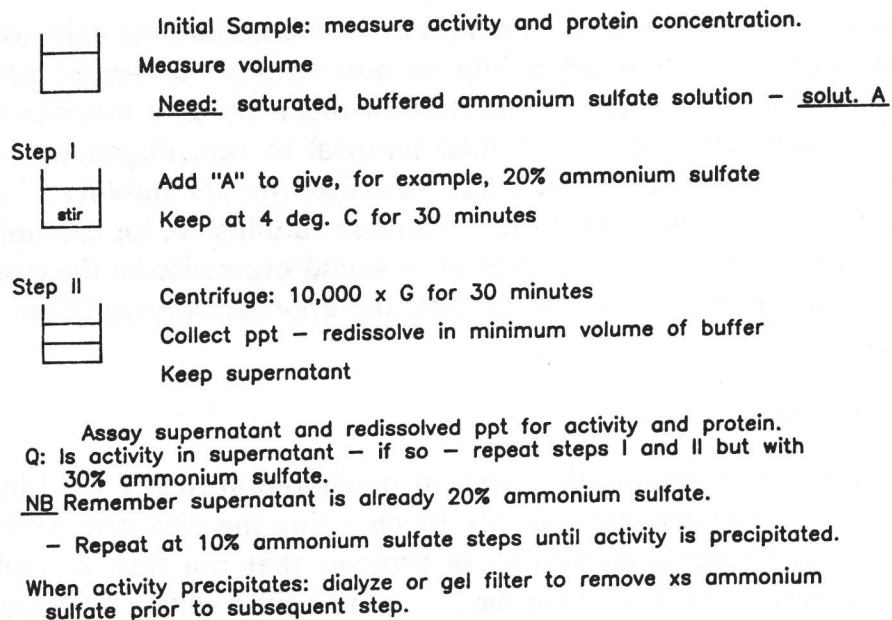 Initial Sample: measure activity and protein concentration.
Measure volume
Need: saturated, buffered ammonium sulfate solution – solut. A
Step I
Add "A" to give, for example, 20% ammonium sulfate
stir
Keep at 4 deg. C for 30 minutes
Step II
Centrifuge: 10,000 x G for 30 minutes
Collect ppt – redissolve in minimum volume of buffer
Keep supernatant
Assay supernatant and redissolved ppt for activity and protein.
Q: Is activity in supernatant – if so – repeat steps I and II but with
30% ammonium sulfate.
NB Remember supernatant is already 20% ammonium sulfate.
– Repeat at 10% ammonium sulfate steps until activity is precipitated.
When activity precipitates: dialyze or gel filter to remove xs ammonium
sulfate prior to subsequent step.